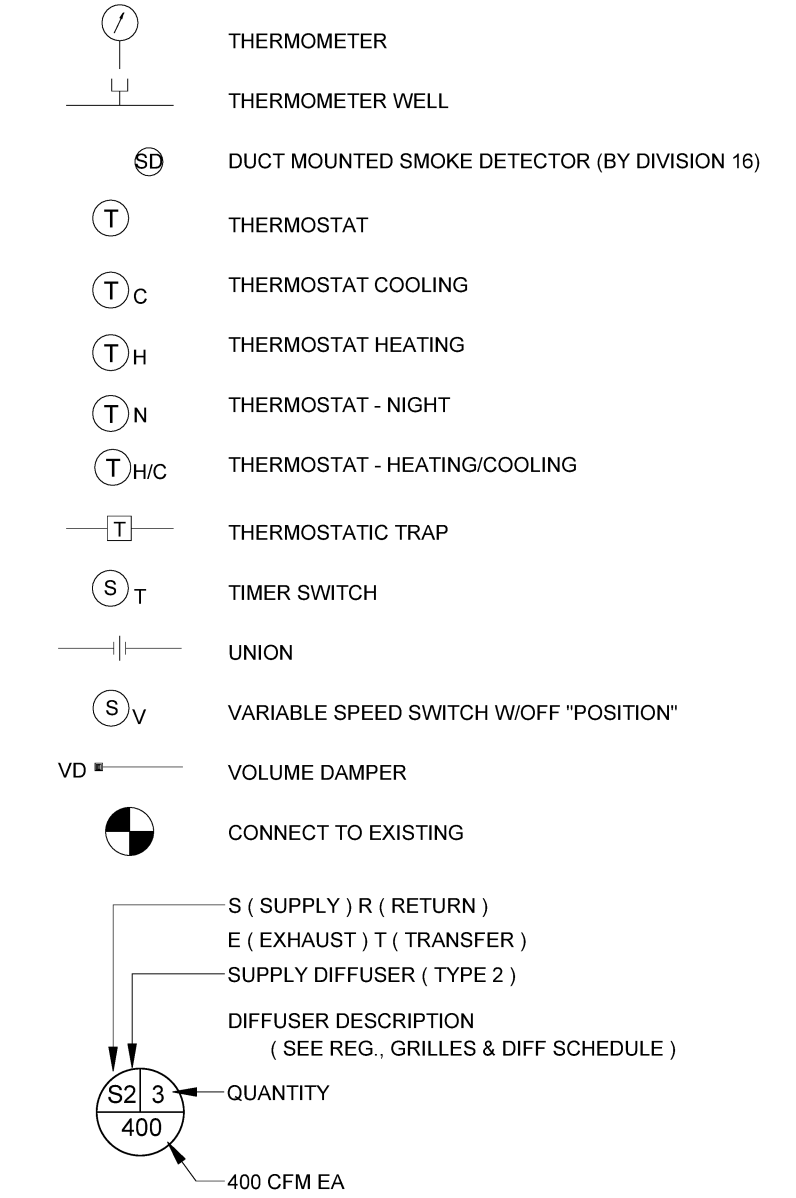 THERMOMETER
THERMOMETER WELL
SD DUCT MOUNTED SMOKE DETECTOR (BY DIVISION 16)
T THERMOSTAT
T C THERMOSTAT COOLING
T H THERMOSTAT HEATING
T N THERMOSTAT - NIGHT
T H/C THERMOSTAT - HEATING/COOLING
T THERMOSTATIC TRAP
S T TIMER SWITCH
UNION
S V VARIABLE SPEED SWITCH W/OFF "POSITION"
VD VOLUME DAMPER
CONNECT TO EXISTING
S ( SUPPLY ) R ( RETURN )
E ( EXHAUST ) T ( TRANSFER )
SUPPLY DIFFUSER ( TYPE 2 )
DIFFUSER DESCRIPTION
( SEE REG., GRILLES & DIFF SCHEDULE )
S2 3 QUANTITY
400
400 CFM EA